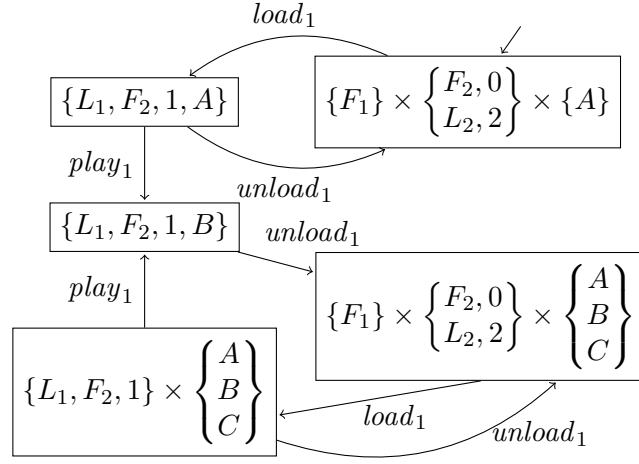 load₁
{L₁, F₂, 1, A}
{F₁} × {F₂, 0 L₂, 2} × {A}
play₁
unload₁
{L₁, F₂, 1, B}
unload₁
play₁
{F₁} × {F₂, 0 L₂, 2} × {A B C}
{L₁, F₂, 1} × {A B C}
load₁
unload₁